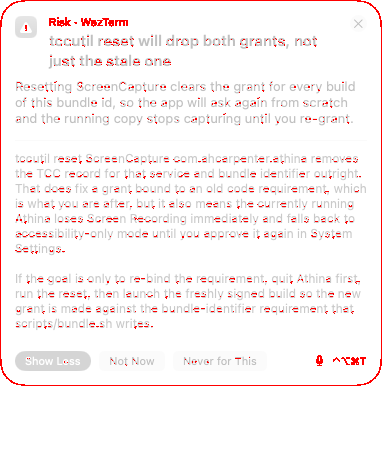 Risk · WezTerm
tccutil reset will drop both grants, not
just the stale one
Resetting ScreenCapture clears the grant for every build
of this bundle id, so the app will ask again from scratch
and the running copy stops capturing until you re-grant.
tccutil reset ScreenCapture com.ahcarpenter.athina removes
the TCC record for that service and bundle identifier outright.
That does fix a grant bound to an old code requirement, which
is what you are after, but it also means the currently running
Athina loses Screen Recording immediately and falls back to
accessibility-only mode until you approve it again in System
Settings.
If the goal is only to re-bind the requirement, quit Athina first,
run the reset, then launch the freshly signed build so the new
grant is made against the bundle-identifier requirement that
scripts/bundle.sh writes.
Show Less Not Now Never for This ⌃⌥⌘T